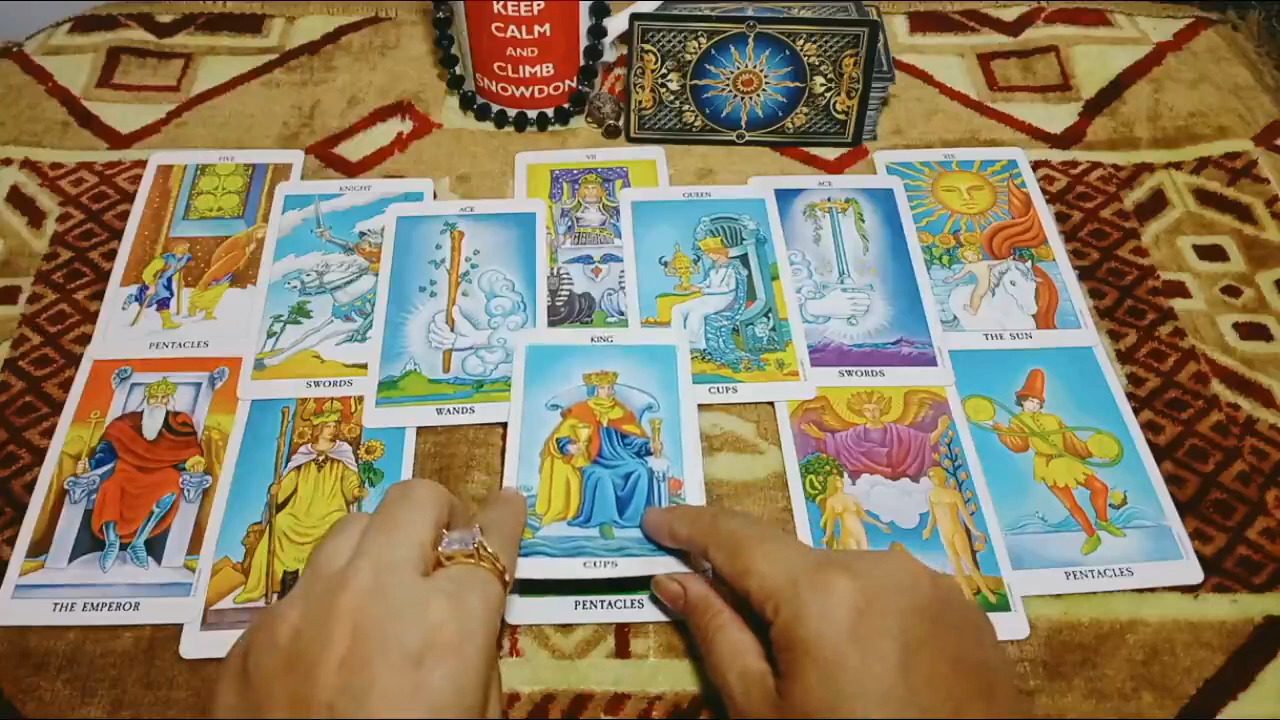 KEEP
CALM
AND
CLIMB
SNOWDON
FIVE
PENTACLES
KNIGHT
SWORDS
ACE
WANDS
VII
QUEEN
CUPS
ACE
SWORDS
XIX
THE SUN
THE EMPEROR
KING
CUPS
PENTACLES
PENTACLES